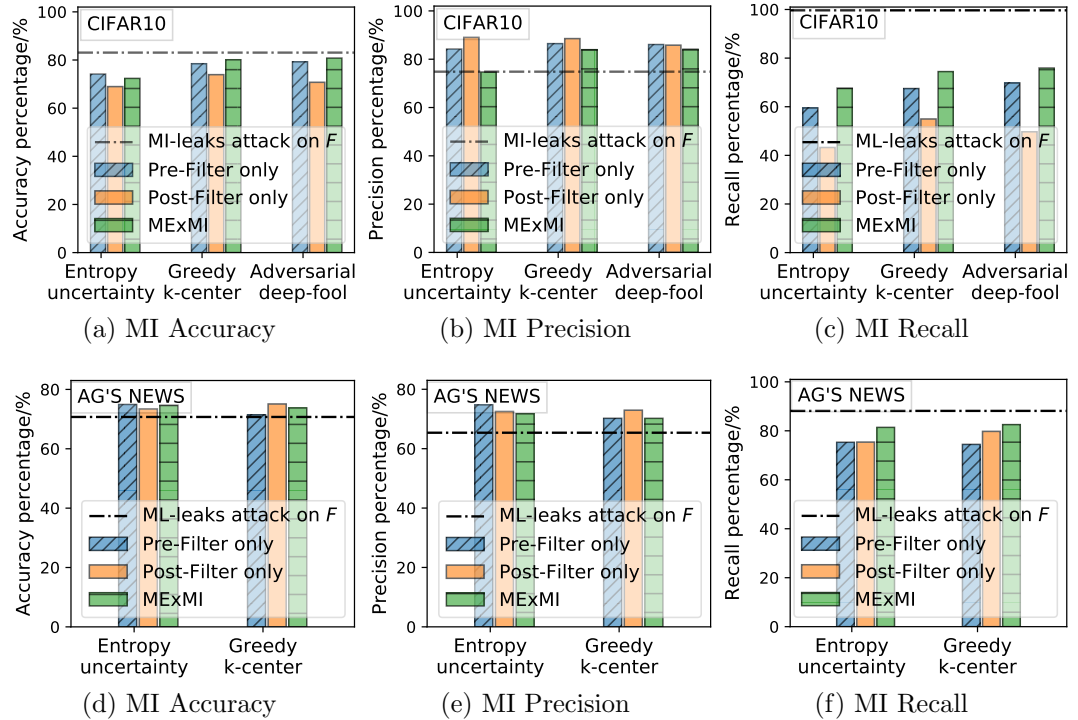 CIFAR10
Accuracy percentage/%
100
80
60
40
20
0
MI-leaks attack on F
Pre-Filter only
Post-Filter only
MExMI
Entropy uncertainty
Greedy k-center
Adversarial deep-fool
(a) MI Accuracy
CIFAR10
Precision percentage/%
100
80
60
40
20
0
MI-leaks attack on F
Pre-Filter only
Post-Filter only
MExMI
Entropy uncertainty
Greedy k-center
Adversarial deep-fool
(b) MI Precision
CIFAR10
Recall percentage/%
100
80
60
40
20
0
ML-leaks attack on F
Pre-Filter only
Post-Filter only
MExMI
Entropy uncertainty
Greedy k-center
Adversarial deep-fool
(c) MI Recall
AG'S NEWS
Accuracy percentage/%
80
60
40
20
0
ML-leaks attack on F
Pre-Filter only
Post-Filter only
MExMI
Entropy uncertainty
Greedy k-center
(d) MI Accuracy
AG'S NEWS
Precision percentage/%
80
60
40
20
0
ML-leaks attack on F
Pre-Filter only
Post-Filter only
MExMI
Entropy uncertainty
Greedy k-center
(e) MI Precision
AG'S NEWS
Recall percentage/%
100
80
60
40
20
0
ML-leaks attack on F
Pre-Filter only
Post-Filter only
MExMI
Entropy uncertainty
Greedy k-center
(f) MI Recall